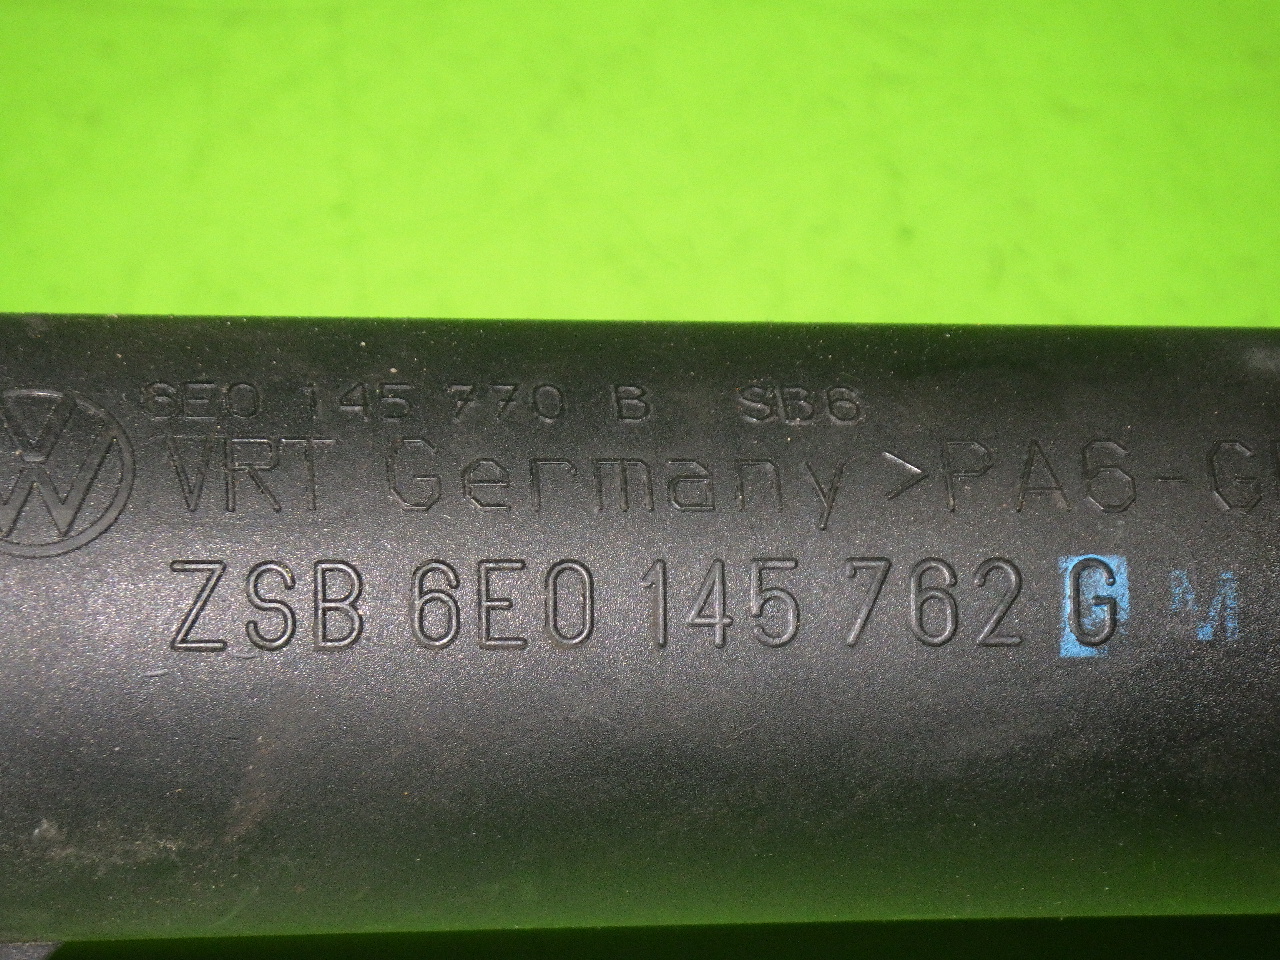 6E0 145 770 B SB6
VRT Germany >PA6-G
ZSB 6E0 145 762 G M